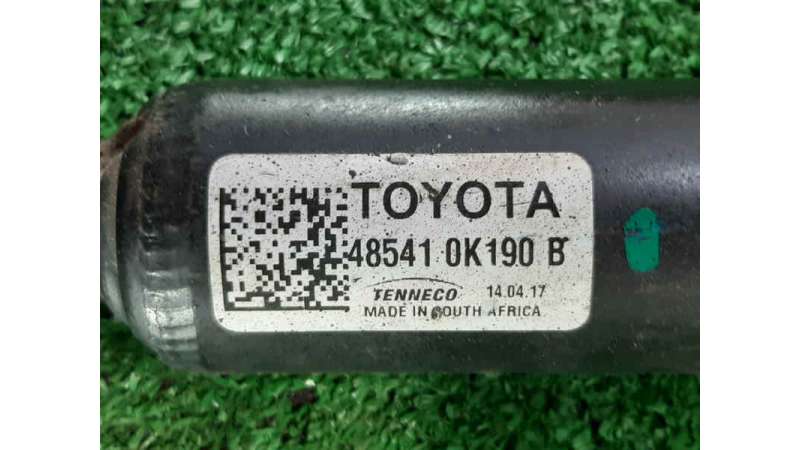 TOYOTA
48541 0K190 B
TENNECO 14.04.17
MADE IN SOUTH AFRICA